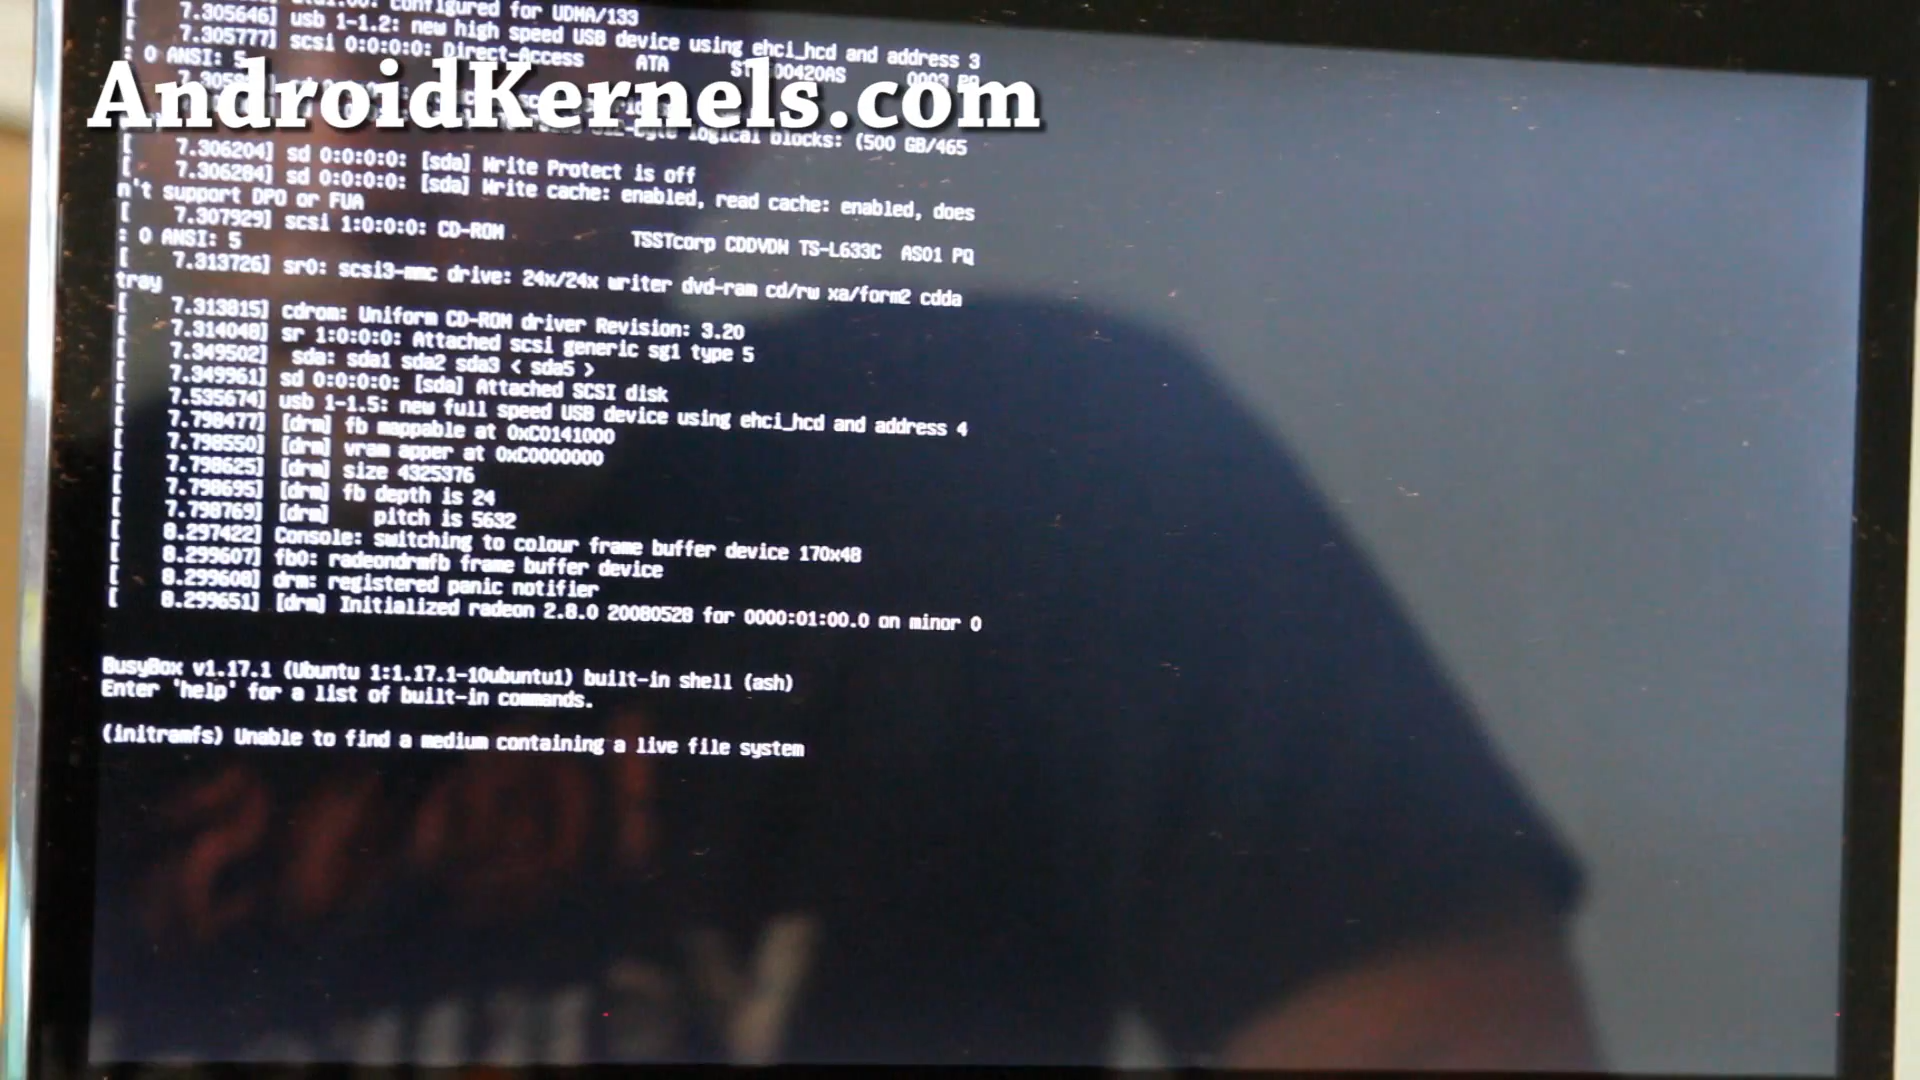 configured for UDMA/133
[ 7.305646] usb 1-1.2: new high speed USB device using ehci_hcd and address 3
[ 7.305777] scsi 0:0:0:0: Direct-Access ATA 0003 PQ
: 0 ANSI: 5
AndroidKernels.com
logical blocks: (500 GB/465
[ 7.306204] sd 0:0:0:0: [sda] Write Protect is off
[ 7.306284] sd 0:0:0:0: [sda] Write cache: enabled, read cache: enabled, does
n't support DPO or FUA
[ 7.307929] scsi 1:0:0:0: CD-ROM TSSTcorp CDDVDW TS-L633C AS01 PQ
: 0 ANSI: 5
[ 7.313726] sr0: scsi3-mmc drive: 24x/24x writer dvd-ram cd/rw xa/form2 cdda
tray
[ 7.313815] cdrom: Uniform CD-ROM driver Revision: 3.20
[ 7.314048] sr 1:0:0:0: Attached scsi generic sg1 type 5
[ 7.349502] sda: sda1 sda2 sda3 < sda5 >
[ 7.349961] sd 0:0:0:0: [sda] Attached SCSI disk
[ 7.535674] usb 1-1.5: new full speed USB device using ehci_hcd and address 4
[ 7.798477] [drm] fb mappable at 0xC0141000
[ 7.798550] [drm] vram apper at 0xC0000000
[ 7.798625] [drm] size 4325376
[ 7.798695] [drm] fb depth is 24
[ 7.798769] [drm] pitch is 5632
[ 8.297422] Console: switching to colour frame buffer device 170x48
[ 8.299607] fb0: radeondrmfb frame buffer device
[ 8.299608] drm: registered panic notifier
[ 8.299651] [drm] Initialized radeon 2.8.0 20080528 for 0000:01:00.0 on minor 0
BusyBox v1.17.1 (Ubuntu 1:1.17.1-10ubuntu1) built-in shell (ash)
Enter 'help' for a list of built-in commands.
(initramfs) Unable to find a medium containing a live file system